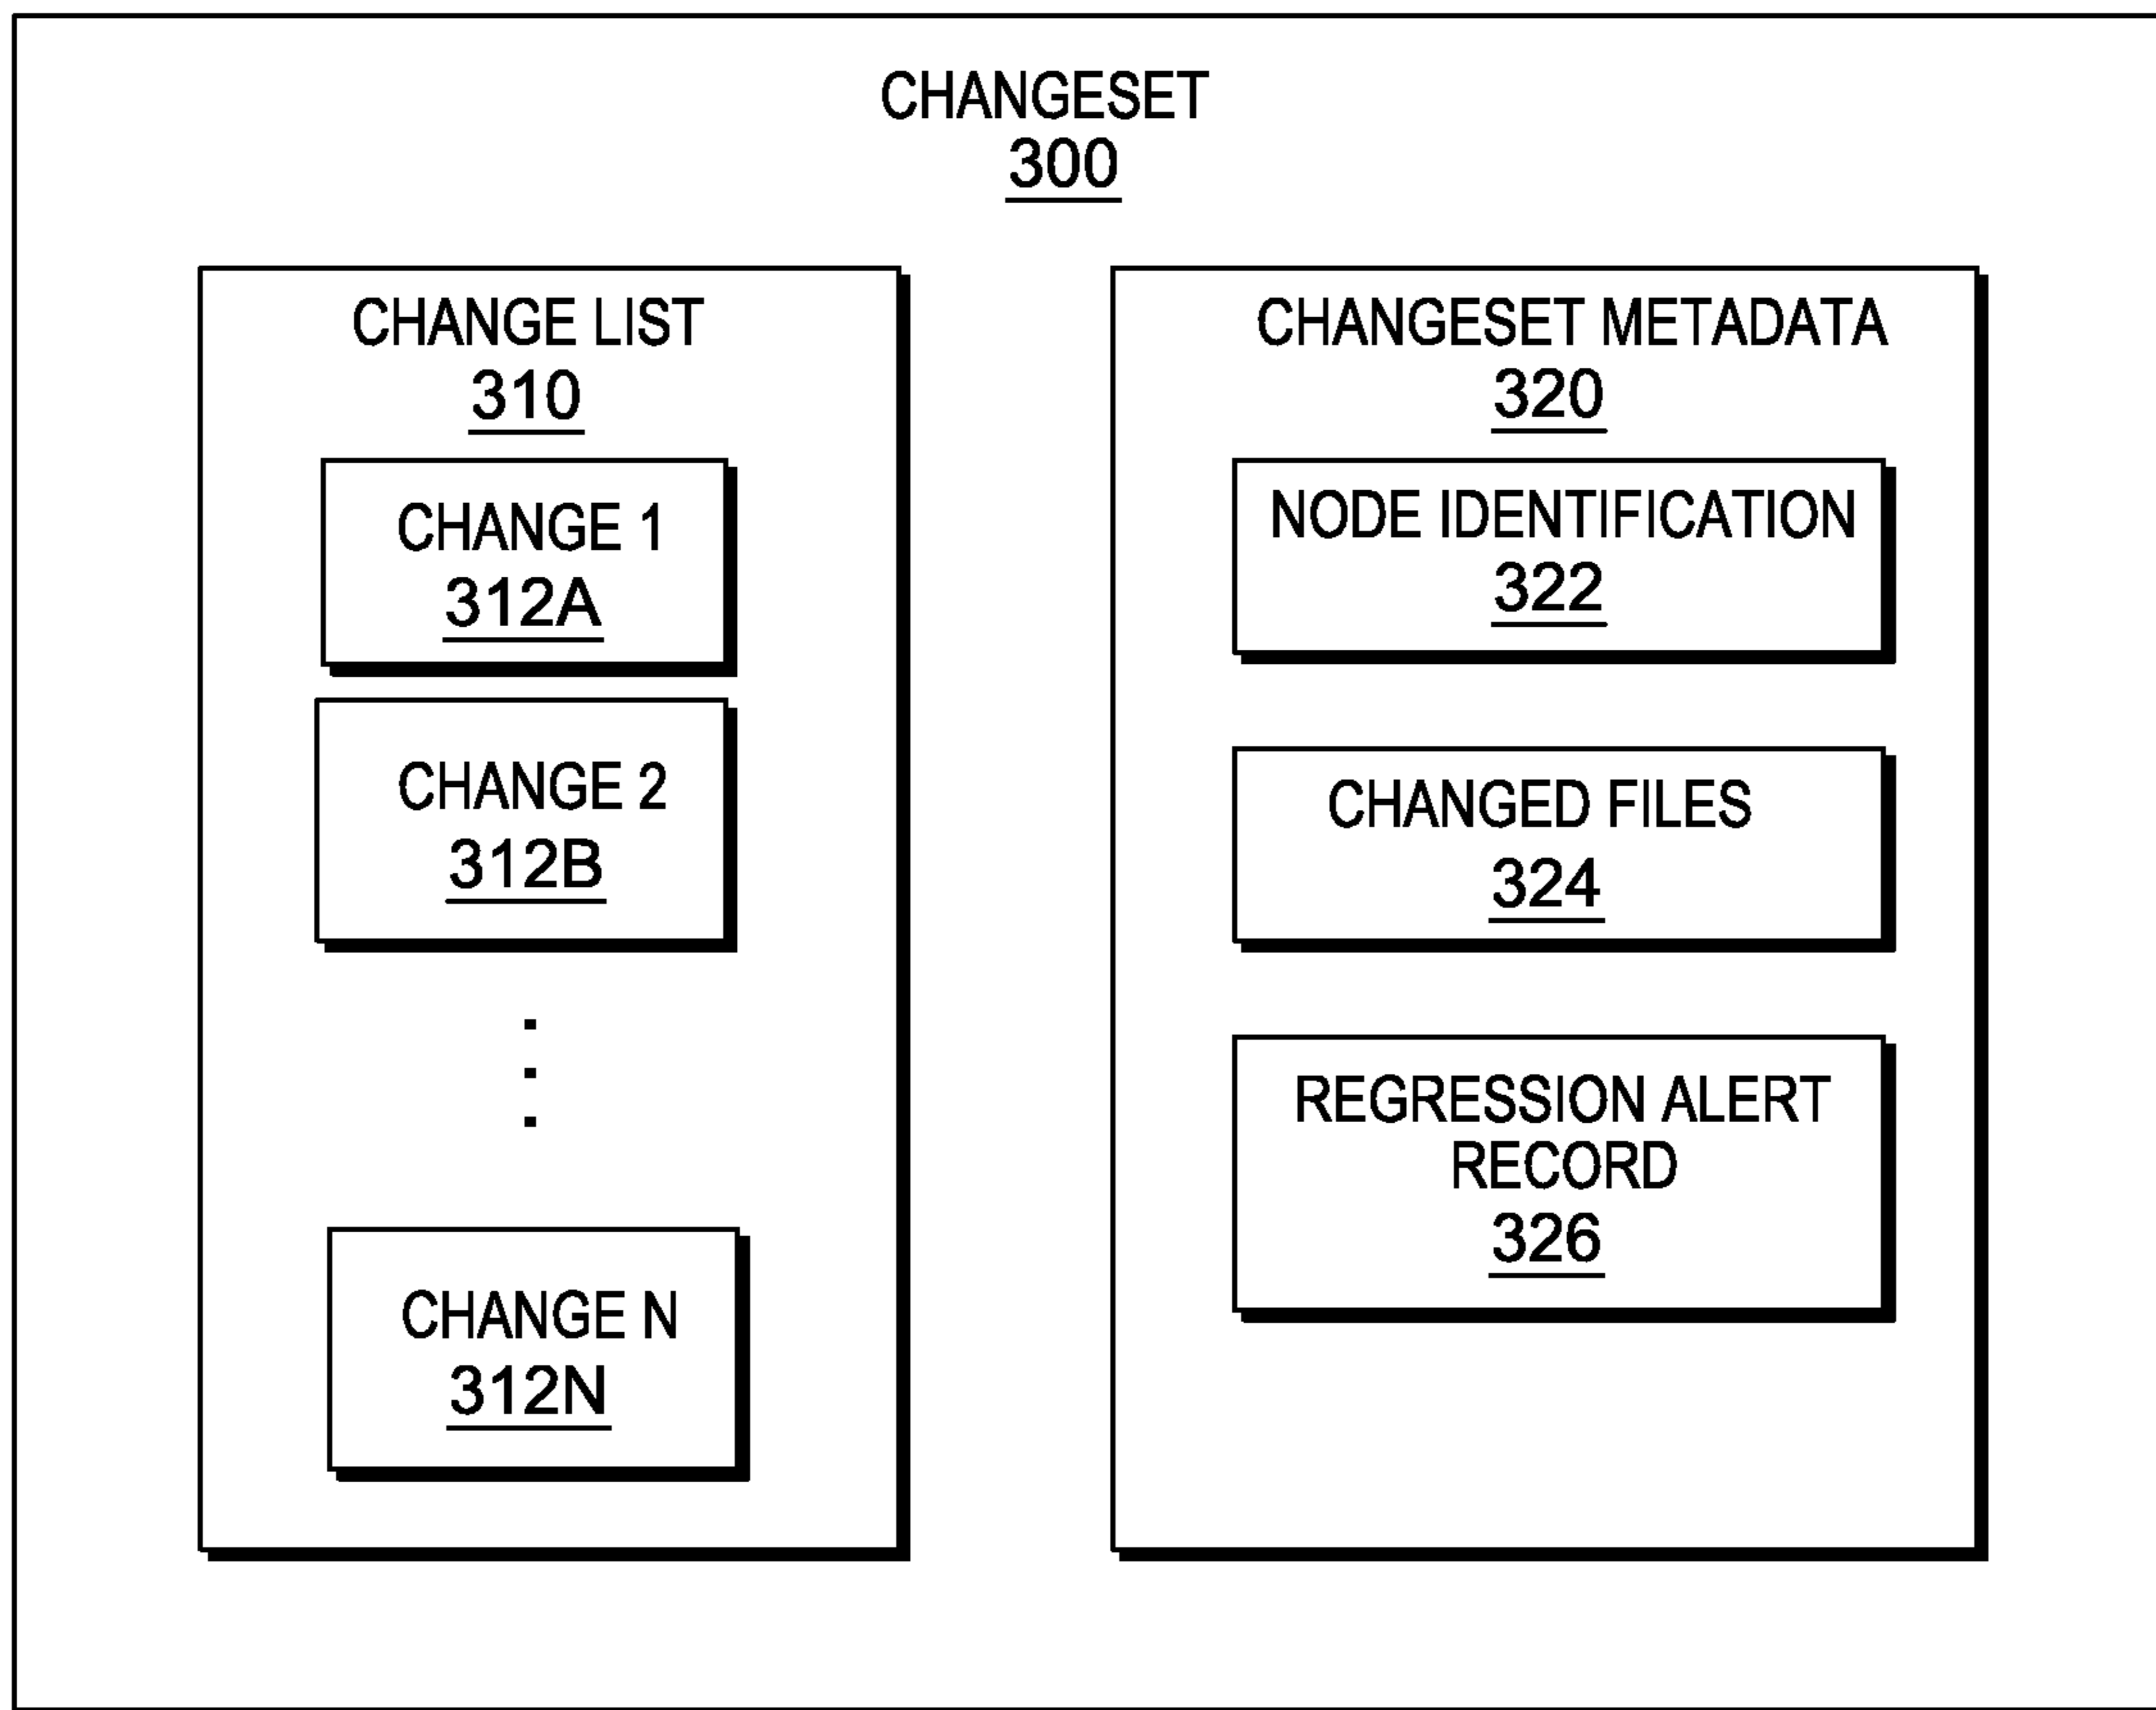 CHANGESET
300
CHANGE LIST
310
CHANGE 1
312A
CHANGE 2
312B
CHANGE N
312N
CHANGESET METADATA
320
NODE IDENTIFICATION
322
CHANGED FILES
324
REGRESSION ALERT
RECORD
326